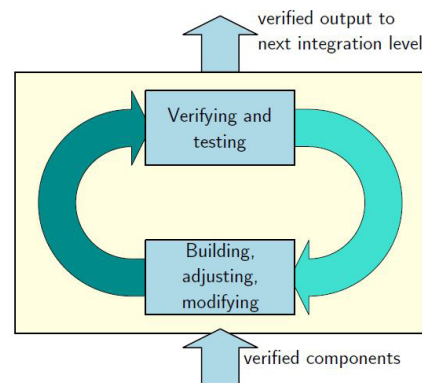 verified output to
next integration level
Verifying and
testing
Building,
adjusting,
modifying
verified components